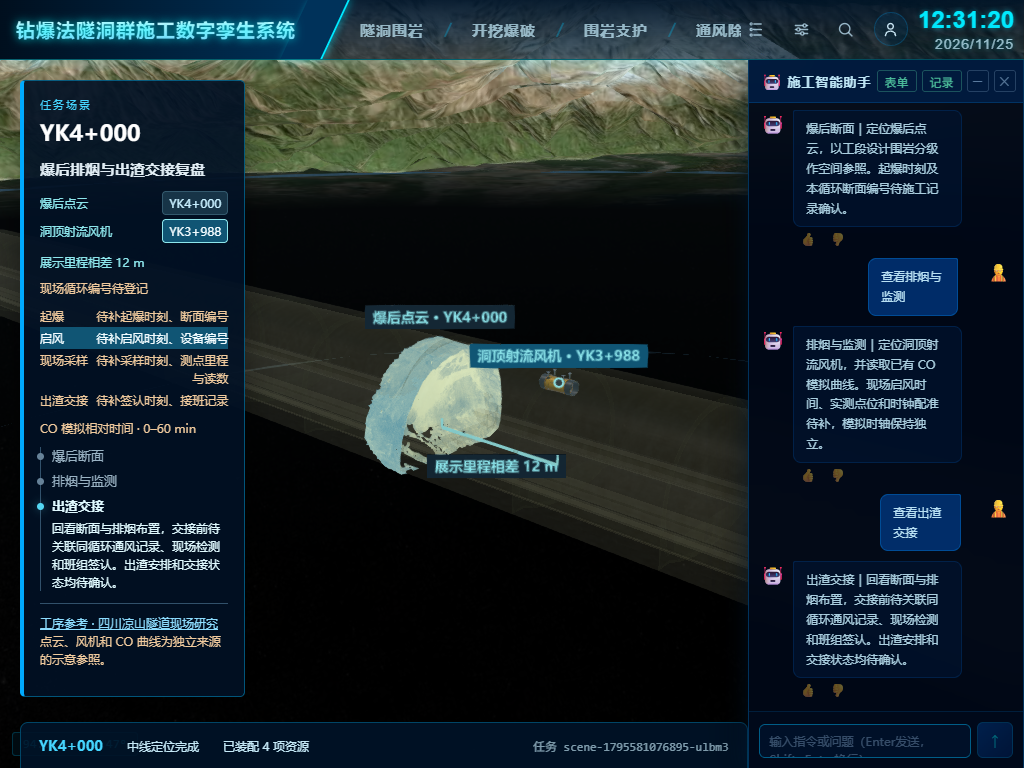 钻爆法隧洞群施工数字孪生系统
隧洞围岩 / 开挖爆破 / 围岩支护 / 通风除
12:31:20
2026/11/25
任务场景
YK4+000
爆后排烟与出渣交接复盘
爆后点云 YK4+000
洞顶射流风机 YK3+988
展示里程相差 12 m
现场循环编号待登记
起爆 待补起爆时刻、断面编号
启风 待补启风时刻、设备编号
现场采样 待补采样时刻、测点里程
与读数
出渣交接 待补签认时刻、接班记录
CO 模拟相对时间 · 0–60 min
爆后断面
排烟与监测
出渣交接
回看断面与排烟布置，交接前待
关联同循环通风记录、现场检测
和班组签认。出渣安排和交接状
态均待确认。
工序参考 · 四川凉山隧道现场研究
点云、风机和 CO 曲线为独立来源
的示意参照。
爆后点云 • YK4+000
洞顶射流风机 • YK3+988
展示里程相差 12 m
YK4+000 中线定位完成 已装配 4 项资源 任务 scene-1795581076895-ulbm3
施工智能助手 表单 记录
爆后断面 | 定位爆后点
云，以工段设计围岩分级
作空间参照。起爆时刻及
本循环断面编号待施工记
录确认。
查看排烟与
监测
排烟与监测 | 定位洞顶射
流风机，并读取已有 CO
模拟曲线。现场启风时
间、实测点位和时钟配准
待补，模拟时轴保持独
立。
查看出渣
交接
出渣交接 | 回看断面与排
烟布置，交接前待关联同
循环通风记录、现场检测
和班组签认。出渣安排和
交接状态均待确认。
输入指令或问题（Enter发送，